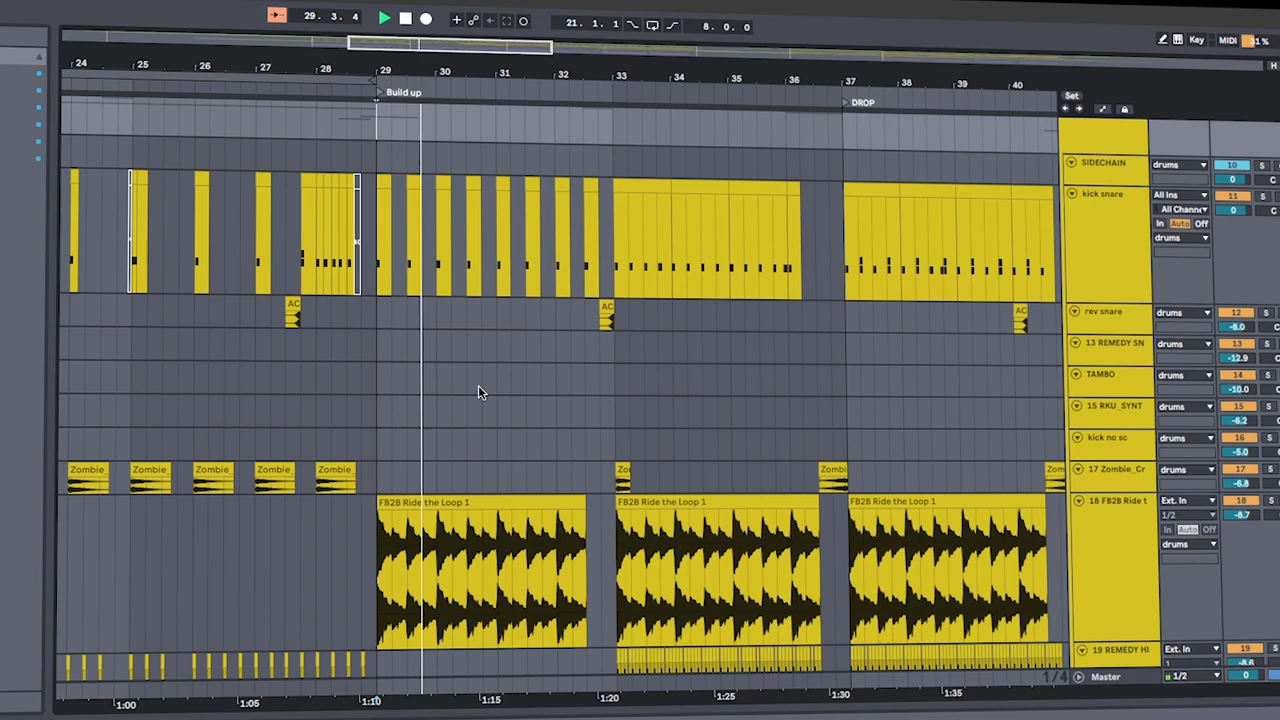 29. 3. 4
21. 1. 1
8. 0. 0
Key
MIDI
31 %
H
24 25 26 27 28 29 30 31 32 33 34 35 36 37 38 39 40
Build up
DROP
Set
SIDECHAIN
drums
10
S
0
C
kick snare
All Ins
11
S
All Channe
0
C
In Auto Off
drums
AC
AC
AC
rev snare
drums
12
S
-8.0
C
13 REMEDY SN
drums
13
S
-12.9
C
TAMBO
drums
14
S
-10.0
C
15 RKU_SYNT
drums
15
S
-6.2
C
kick no sc
drums
16
S
-5.0
C
Zombie
Zombie
Zombie
Zombie
Zombie
Zor
Zombi
Zom
17 Zombie_Cr
drums
17
S
-6.8
C
FB2B Ride the Loop 1
FB2B Ride the Loop 1
FB2B Ride the Loop 1
18 FB2B Ride t
Ext. In
18
S
1/2
-8.7
C
In Auto Off
drums
19 REMEDY HI
Ext. In
19
S
1
-8.6
C
1/4
Master
1/2
0
1:00 1:05 1:10 1:15 1:20 1:25 1:30 1:35